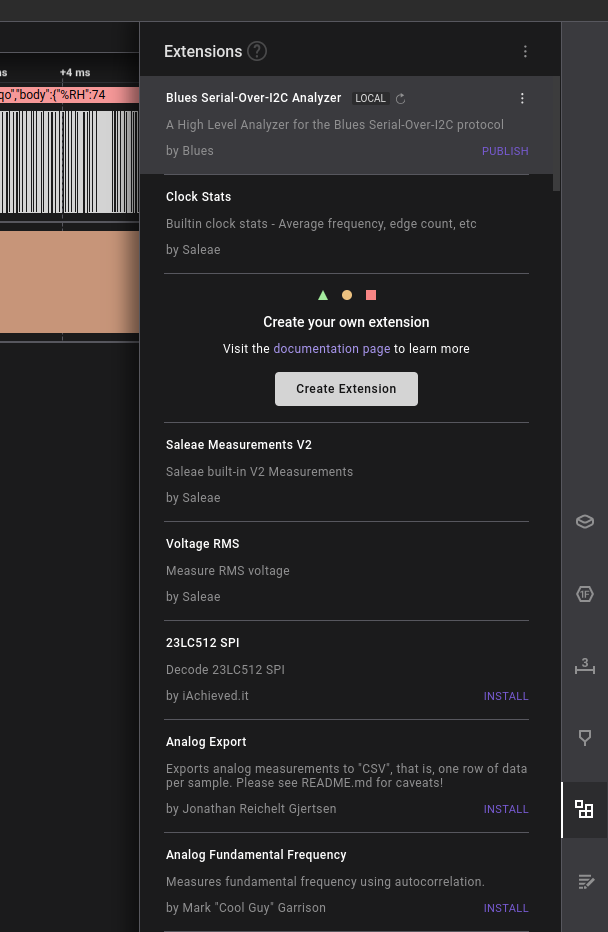 Extensions ?
ns
+4 ms
qo","body":{"%RH":74
Blues Serial-Over-I2C Analyzer LOCAL
A High Level Analyzer for the Blues Serial-Over-I2C protocol
by Blues PUBLISH
Clock Stats
Builtin clock stats - Average frequency, edge count, etc
by Saleae
Create your own extension
Visit the documentation page to learn more
Create Extension
Saleae Measurements V2
Saleae built-in V2 Measurements
by Saleae
Voltage RMS
Measure RMS voltage
by Saleae
23LC512 SPI
Decode 23LC512 SPI
by iAchieved.it INSTALL
Analog Export
Exports analog measurements to "CSV", that is, one row of data
per sample. Please see README.md for caveats!
by Jonathan Reichelt Gjertsen INSTALL
Analog Fundamental Frequency
Measures fundamental frequency using autocorrelation.
by Mark "Cool Guy" Garrison INSTALL
1F
3